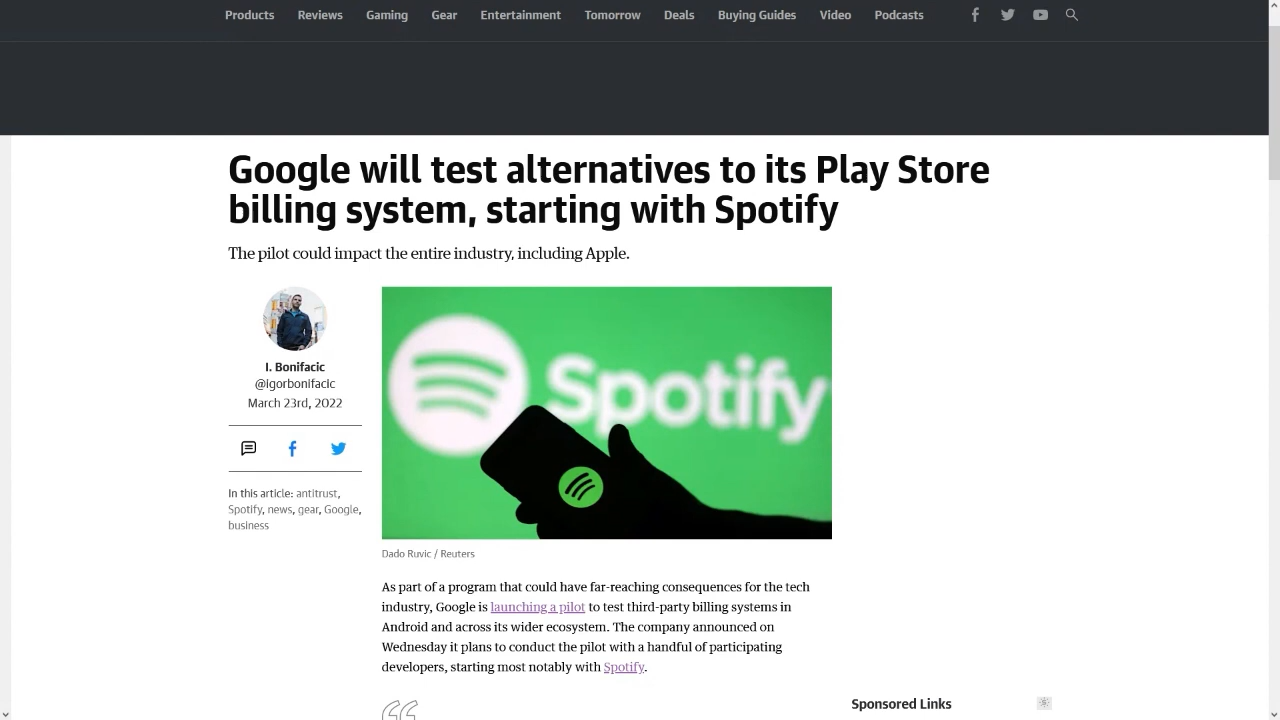 Products Reviews Gaming Gear Entertainment Tomorrow Deals Buying Guides Video Podcasts
Google will test alternatives to its Play Store
billing system, starting with Spotify
The pilot could impact the entire industry, including Apple.
Spotify
I. Bonifacic
@igorbonifacic
March 23rd, 2022
In this article: antitrust,
Spotify, news, gear, Google,
business
Dado Ruvic / Reuters
As part of a program that could have far-reaching consequences for the tech
industry, Google is launching a pilot to test third-party billing systems in
Android and across its wider ecosystem. The company announced on
Wednesday it plans to conduct the pilot with a handful of participating
developers, starting most notably with Spotify.
Sponsored Links